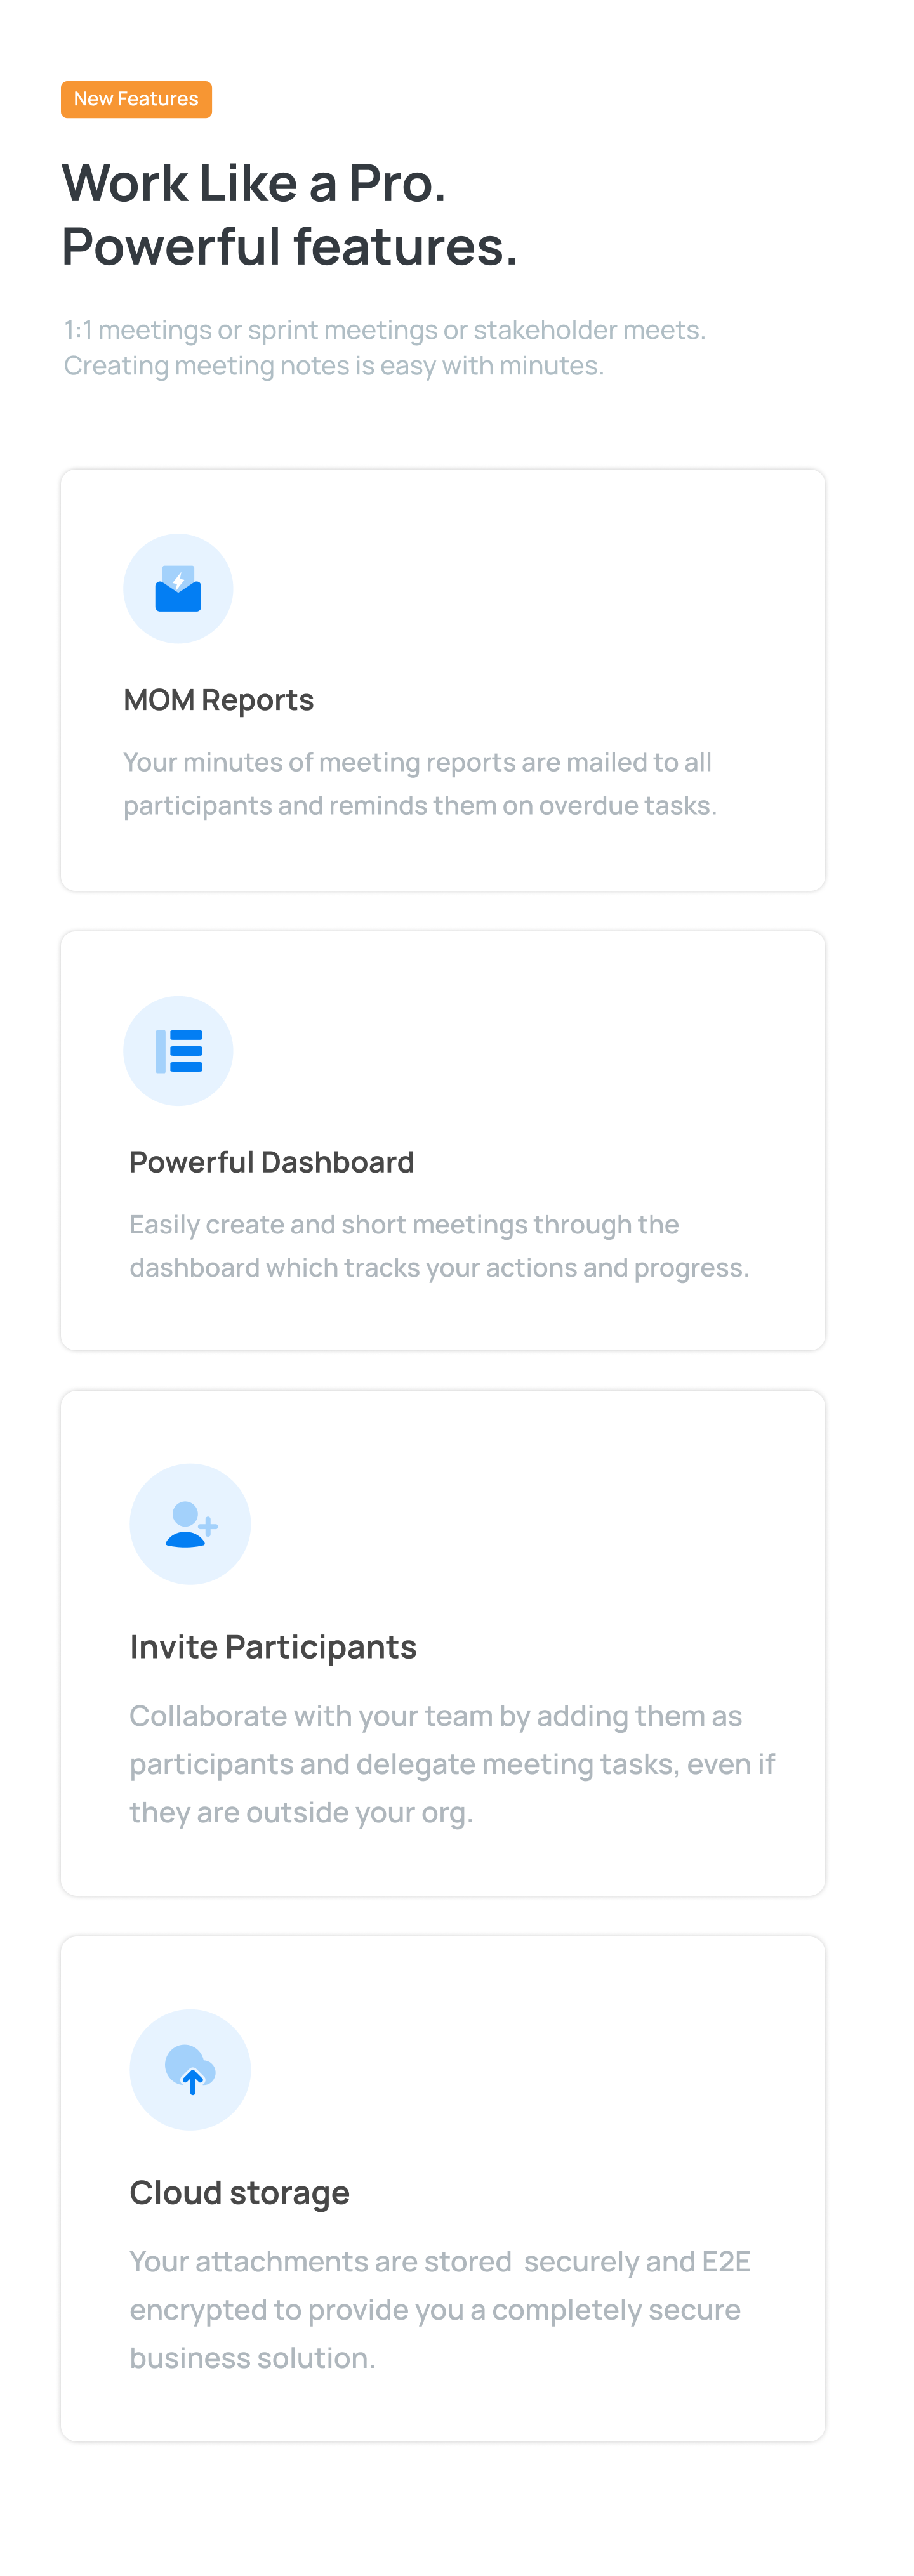 New Features
Work Like a Pro.
Powerful features.
1:1 meetings or sprint meetings or stakeholder meets.
Creating meeting notes is easy with minutes.
MOM Reports
Your minutes of meeting reports are mailed to all
participants and reminds them on overdue tasks.
Powerful Dashboard
Easily create and short meetings through the
dashboard which tracks your actions and progress.
Invite Participants
Collaborate with your team by adding them as
participants and delegate meeting tasks, even if
they are outside your org.
Cloud storage
Your attachments are stored  securely and E2E
encrypted to provide you a completely secure
business solution.